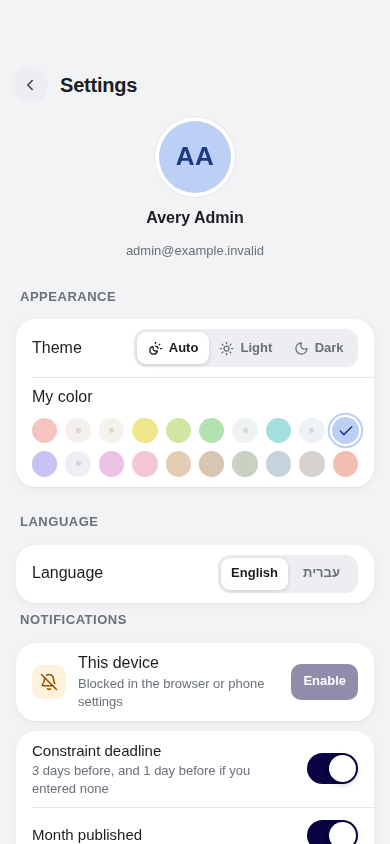 Settings
AA
Avery Admin
admin@example.invalid
APPEARANCE
Theme
Auto
Light
Dark
My color
LANGUAGE
Language
English
עברית
NOTIFICATIONS
This device
Blocked in the browser or phone
settings
Enable
Constraint deadline
3 days before, and 1 day before if you
entered none
Month published